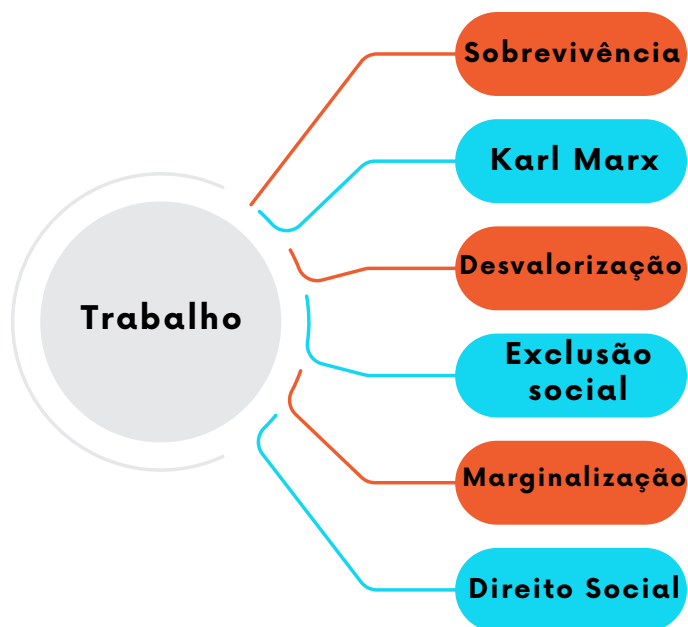 Trabalho
Sobrevivência
Karl Marx
Desvalorização
Exclusão
social
Marginalização
Direito Social